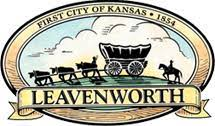 FIRST CITY OF KANSAS • 1854
LEAVENWORTH